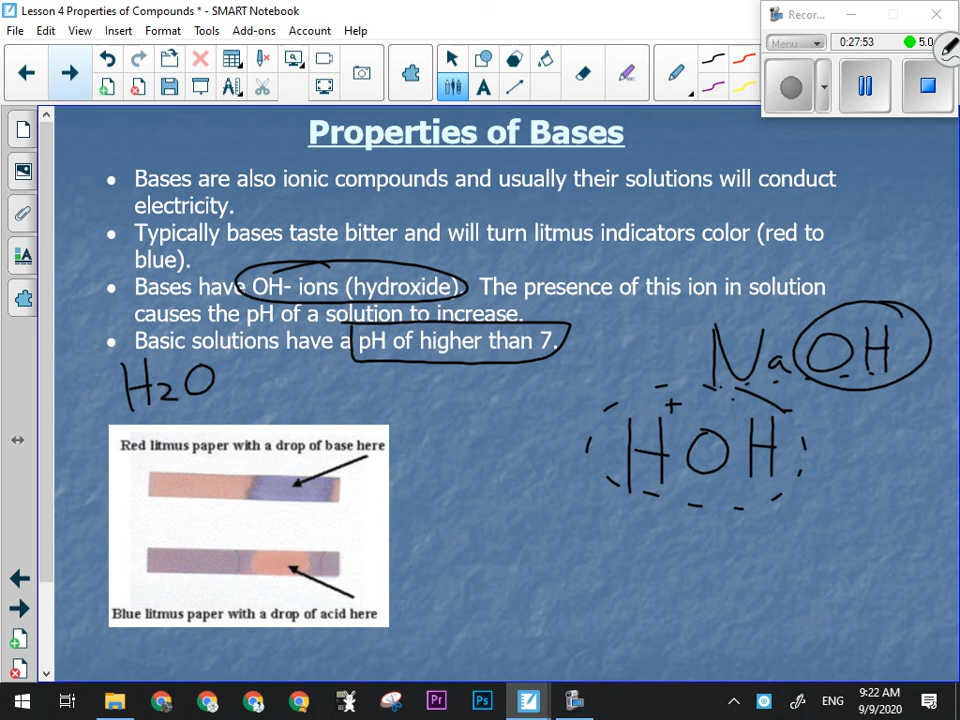 Lesson 4 Properties of Compounds * - SMART Notebook
Recor...
File Edit View Insert Format Tools Add-ons Account Help
Menu
0:27:53
5.0
A
Properties of Bases
Bases are also ionic compounds and usually their solutions will conduct
electricity.
Typically bases taste bitter and will turn litmus indicators color (red to
blue).
Bases have OH- ions (hydroxide). The presence of this ion in solution
causes the pH of a solution to increase.
Basic solutions have a pH of higher than 7.
NaOH
H2O
+
HOH
Red litmus paper with a drop of base here
Blue litmus paper with a drop of acid here
Pr
Ps
ENG
9:22 AM
9/9/2020